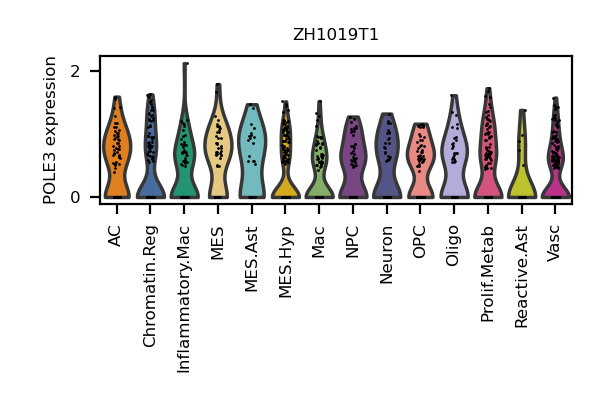 ZH1019T1
POLE3 expression
2
0
AC
Chromatin.Reg
Inflammatory.Mac
MES
MES.Ast
MES.Hyp
Mac
NPC
Neuron
OPC
Oligo
Prolif.Metab
Reactive.Ast
Vasc